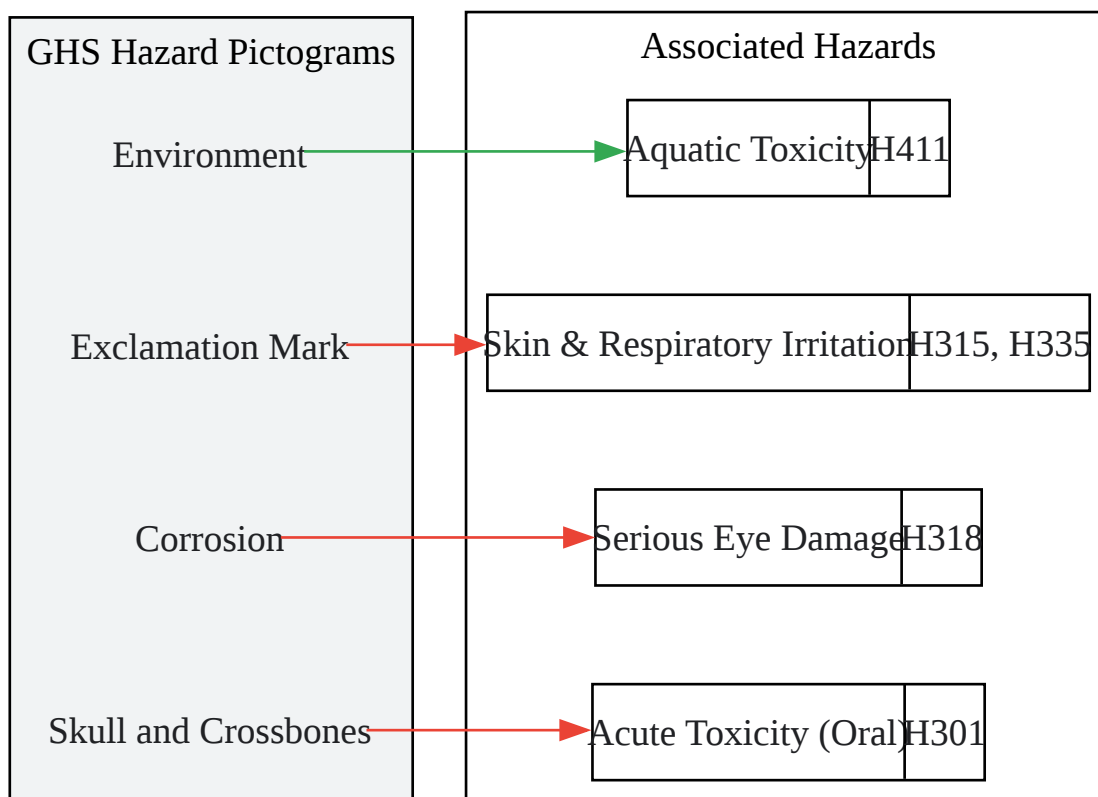 GHS Hazard Pictograms
Associated Hazards
Environment
Aquatic Toxicity
H411
Exclamation Mark
Skin & Respiratory Irritation
H315, H335
Corrosion
Serious Eye Damage
H318
Skull and Crossbones
Acute Toxicity (Oral)
H301